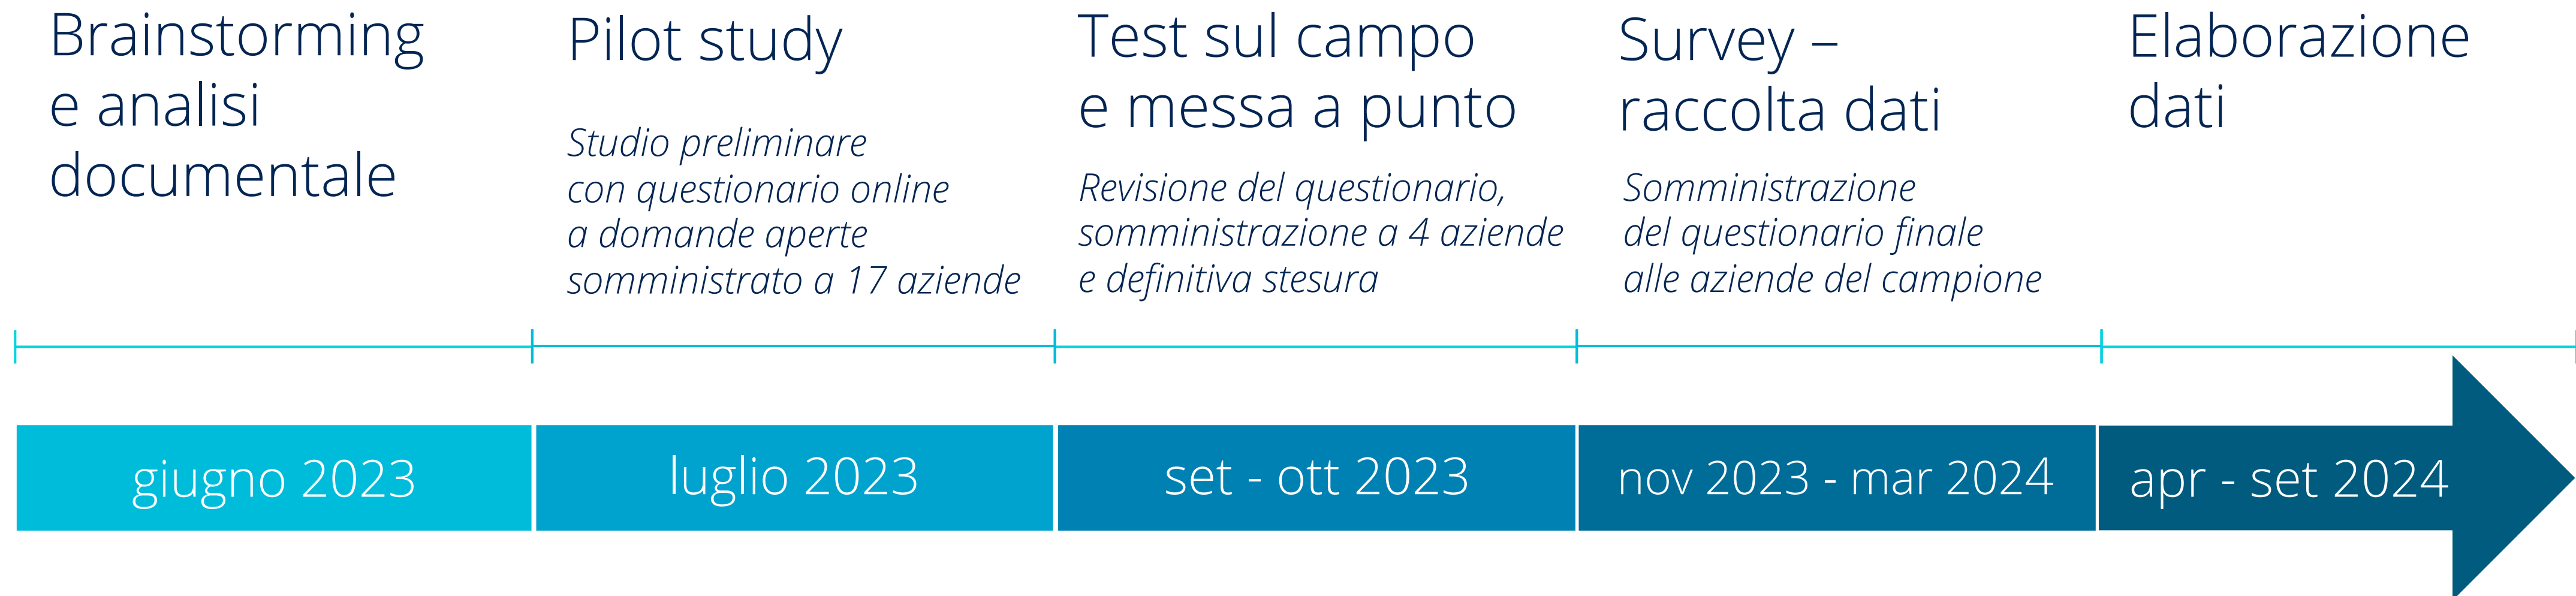 Brainstorming
e analisi
documentale
Pilot study
Studio preliminare
con questionario online
a domande aperte
somministrato a 17 aziende
Test sul campo
e messa a punto
Revisione del questionario,
somministrazione a 4 aziende
e definitiva stesura
Survey –
raccolta dati
Somministrazione
del questionario finale
alle aziende del campione
Elaborazione
dati
giugno 2023
luglio 2023
set - ott 2023
nov 2023 - mar 2024
apr - set 2024